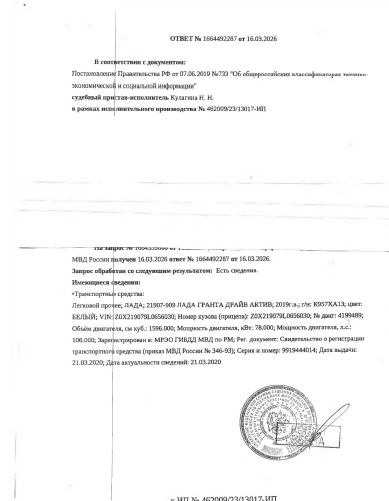 ОТВЕТ № 1664492287 от 16.03.2026
В соответствии с документом:
Постановление Правительства РФ от 07.06.2019 №733 "Об общероссийских классификаторах технико-
экономической и социальной информации"
судебный пристав-исполнитель Кулагина Н. Н.
в рамках исполнительного производства № 462009/23/13017-ИП
На запрос №
МВД России получен 16.03.2026 ответ № 1664492287 от 16.03.2026.
Запрос обработан со следующим результатом: Есть сведения.
Имеющиеся сведения:
•Транспортные средства:
Легковой прочее, ЛАДА; 21907-909 ЛАДА ГРАНТА ДРАЙВ АКТИВ; 2019г.в.; г/н: К957ХА13; цвет:
БЕЛЫЙ; VIN: Z0X219079L0656030; Номер кузова (прицепа): Z0X219079L0656030; № двиг: 4199489;
Объём двигателя, см куб.: 1596.000; Мощность двигателя, кВт: 78.000; Мощность двигателя, л.с.:
106.000; Зарегистрирован в: МРЭО ГИБДД МВД по РМ; Рег. документ: Свидетельство о регистрации
транспортного средства (приказ МВД России № 346-93); Серия и номер: 9919444014; Дата выдачи:
21.03.2020; Дата актуальности сведений: 21.03.2020
к ИП № 462009/23/13017-ИП